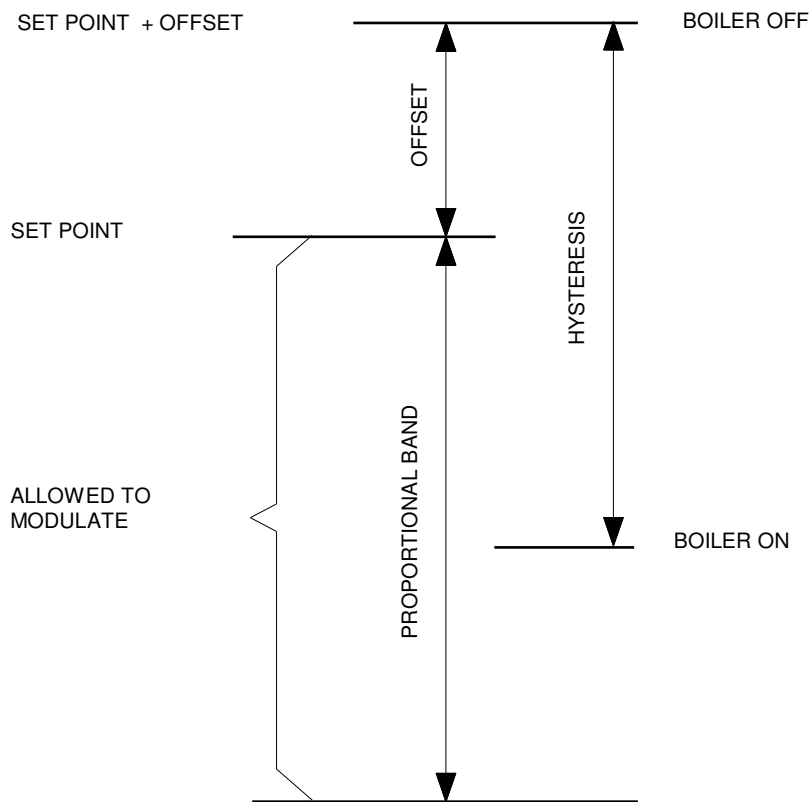 SET POINT + OFFSET
BOILER OFF
OFFSET
SET POINT
HYSTERESIS
PROPORTIONAL BAND
ALLOWED TO
MODULATE
BOILER ON